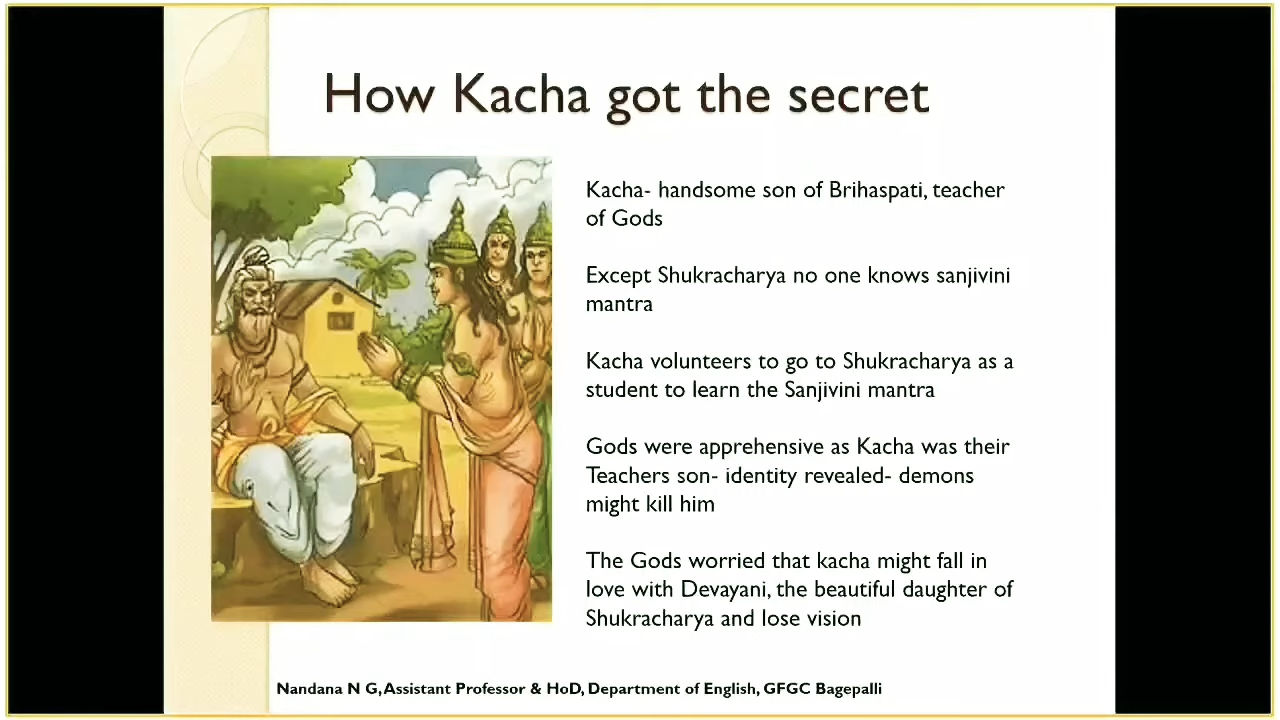 How Kacha got the secret
Kacha- handsome son of Brihaspati, teacher
of Gods
Except Shukracharya no one knows sanjivini
mantra
Kacha volunteers to go to Shukracharya as a
student to learn the Sanjivini mantra
Gods were apprehensive as Kacha was their
Teachers son- identity revealed- demons
might kill him
The Gods worried that kacha might fall in
love with Devayani, the beautiful daughter of
Shukracharya and lose vision
Nandana N G, Assistant Professor & HoD, Department of English, GFGC Bagepalli